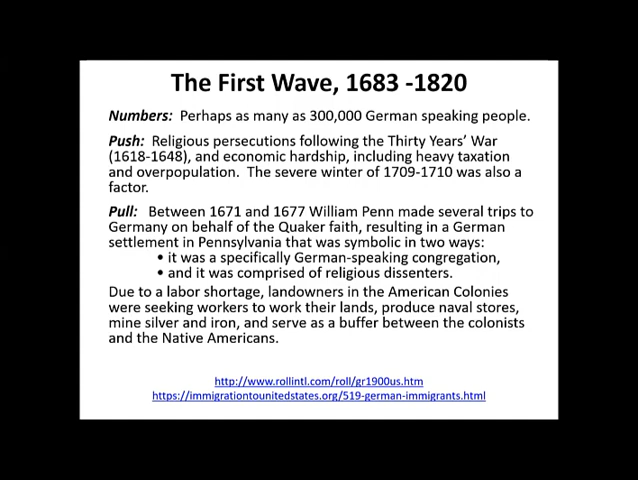 The First Wave, 1683 -1820
Numbers: Perhaps as many as 300,000 German speaking people.
Push: Religious persecutions following the Thirty Years' War
(1618-1648), and economic hardship, including heavy taxation
and overpopulation. The severe winter of 1709-1710 was also a
factor.
Pull: Between 1671 and 1677 William Penn made several trips to
Germany on behalf of the Quaker faith, resulting in a German
settlement in Pennsylvania that was symbolic in two ways:
• it was a specifically German-speaking congregation,
• and it was comprised of religious dissenters.
Due to a labor shortage, landowners in the American Colonies
were seeking workers to work their lands, produce naval stores,
mine silver and iron, and serve as a buffer between the colonists
and the Native Americans.
http://www.rollintl.com/roll/gr1900us.htm
https://immigrationtounitedstates.org/519-german-immigrants.html